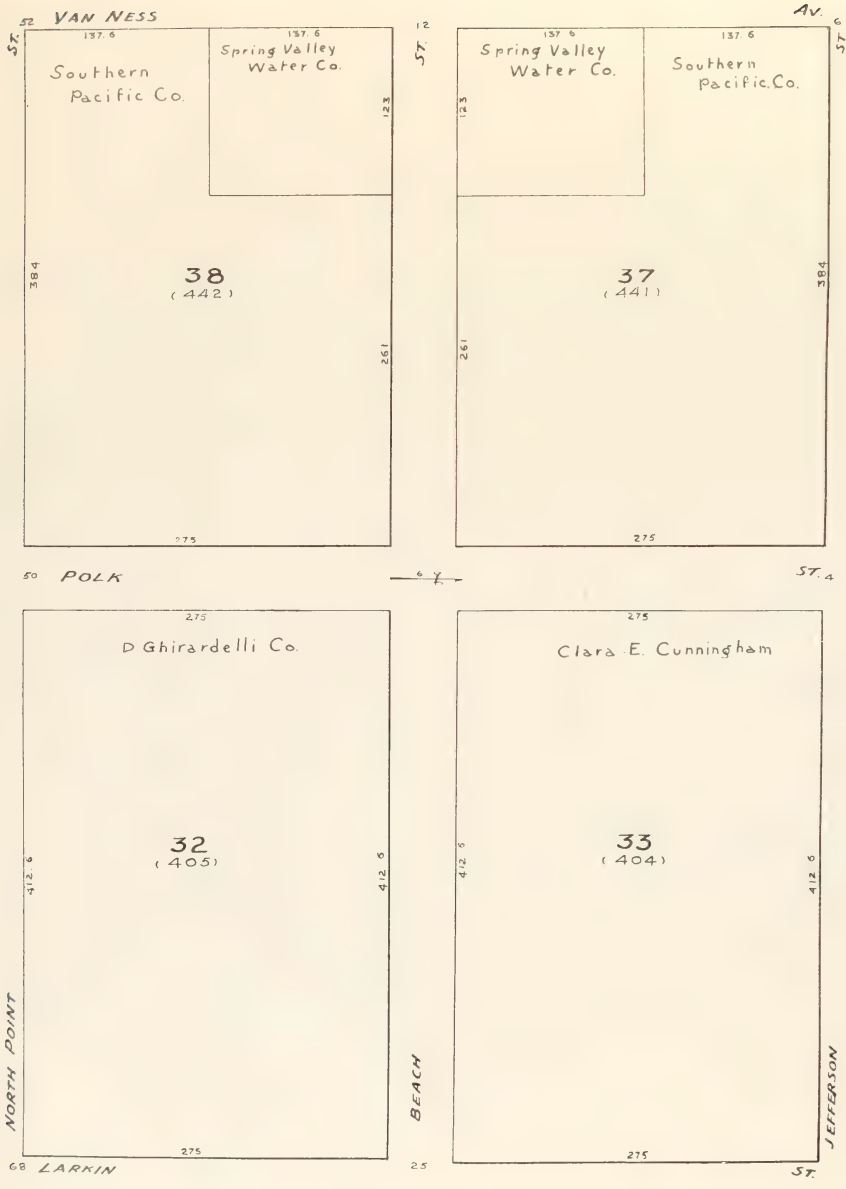 52 VAN NESS
AV.
6
ST.
12
ST.
ST
137.6
137.6
Southern
Pacific Co.
Spring Valley
Water Co.
123
384
38
(442)
261
275
137 6
137.6
Spring Valley
Water Co.
Southern
Pacific.Co.
123
384
37
(441)
261
275
50 POLK
6
ST. 4
275
D Ghirardelli Co.
32
(405)
412.6
412 6
275
275
Clara E. Cunningham
33
(404)
412 6
412 6
275
NORTH POINT
BEACH
JEFFERSON
68 LARKIN
25
ST.